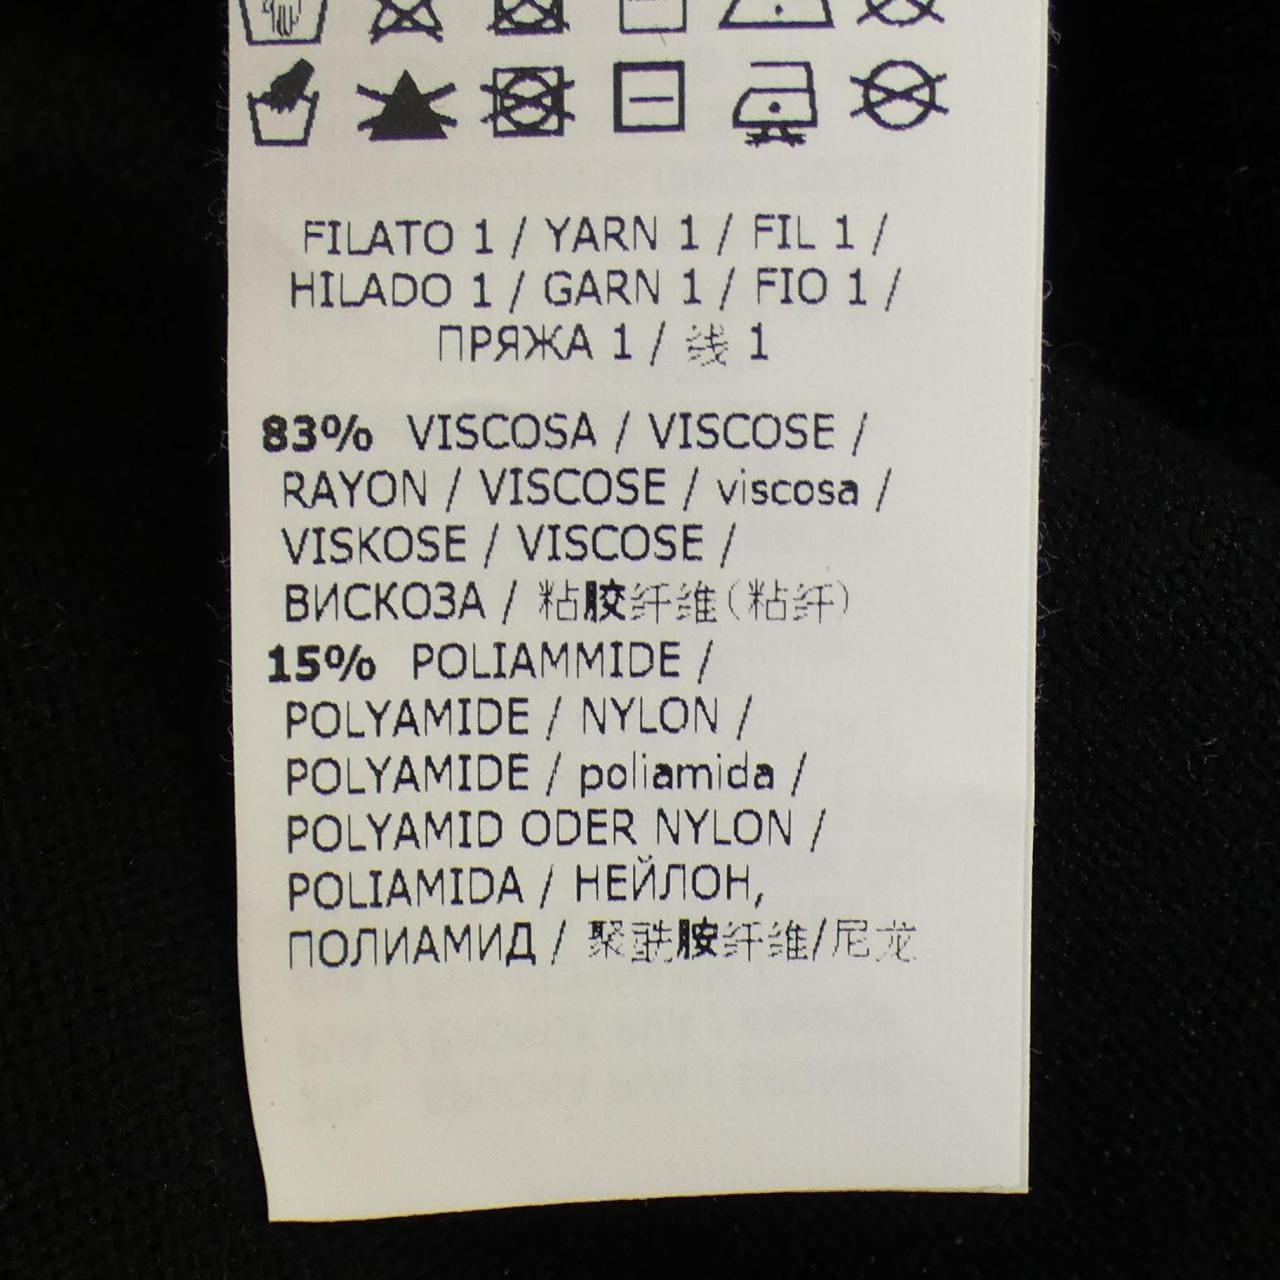 FILATO 1 / YARN 1 / FIL 1 /
HILADO 1 / GARN 1 / FIO 1 /
ПРЯЖА 1 / 线 1
83% VISCOSA / VISCOSE /
RAYON / VISCOSE / viscosa /
VISKOSE / VISCOSE /
ВИСКОЗА / 粘胶纤维(粘纤)
15% POLIAMMIDE /
POLYAMIDE / NYLON /
POLYAMIDE / poliamida /
POLYAMID ODER NYLON /
POLIAMIDA / НЕЙЛОН,
ПОЛИАМИД / 聚酰胺纤维/尼龙